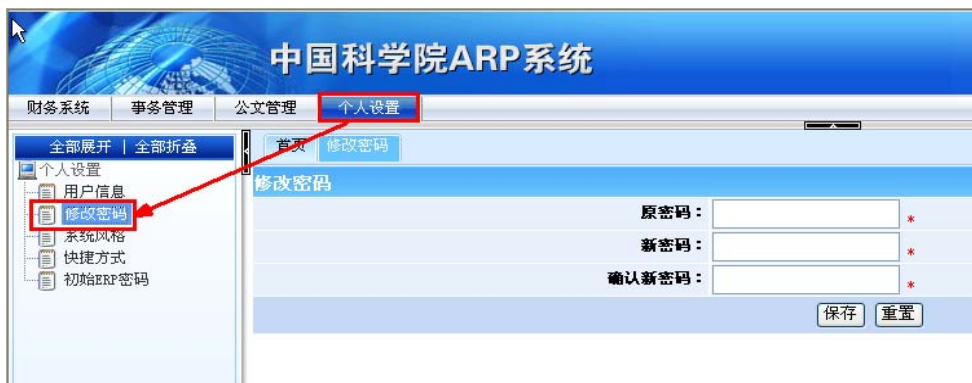 中国科学院ARP系统
财务系统 事务管理 公文管理 个人设置
全部展开 | 全部折叠
首页 修改密码
个人设置
用户信息
修改密码
系统风格
快捷方式
初始ERP密码
修改密码
原密码： *
新密码： *
确认新密码： *
保存 重置